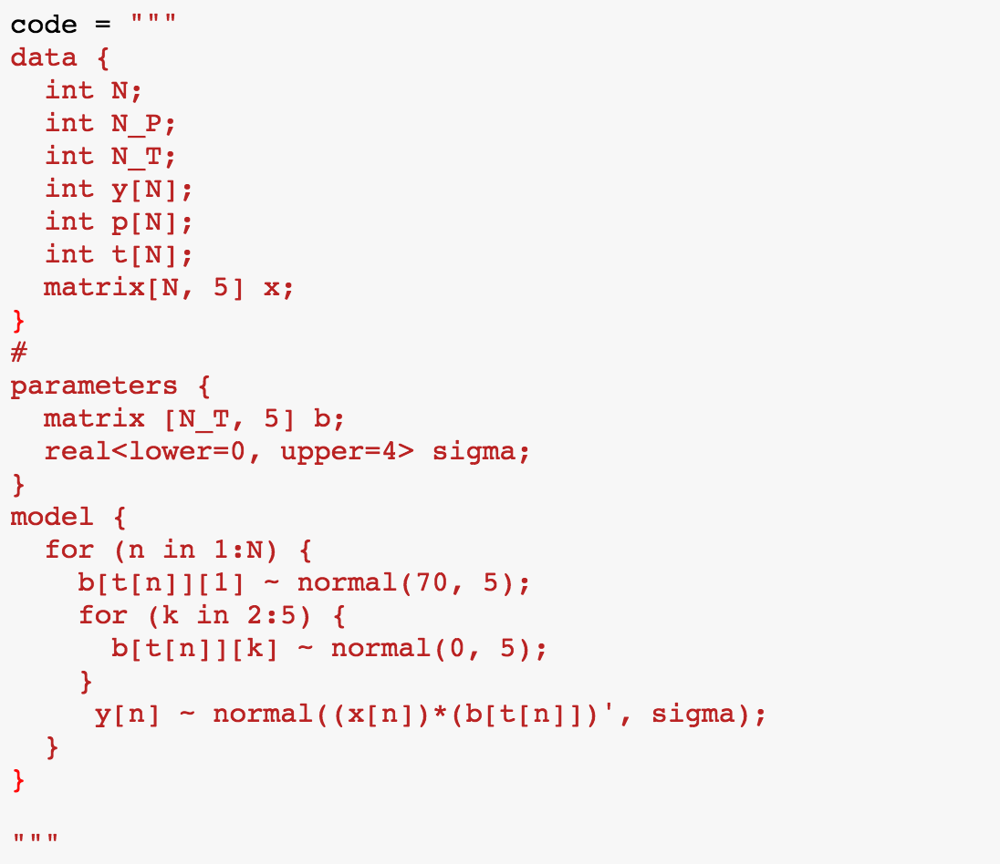 code = """
data {
  int N;
  int N_P;
  int N_T;
  int y[N];
  int p[N];
  int t[N];
  matrix[N, 5] x;
}
#
parameters {
  matrix [N_T, 5] b;
  real<lower=0, upper=4> sigma;
}
model {
  for (n in 1:N) {
    b[t[n]][1] ~ normal(70, 5);
    for (k in 2:5) {
      b[t[n]][k] ~ normal(0, 5);
    }
     y[n] ~ normal((x[n])*(b[t[n]])', sigma);
  }
}
"""